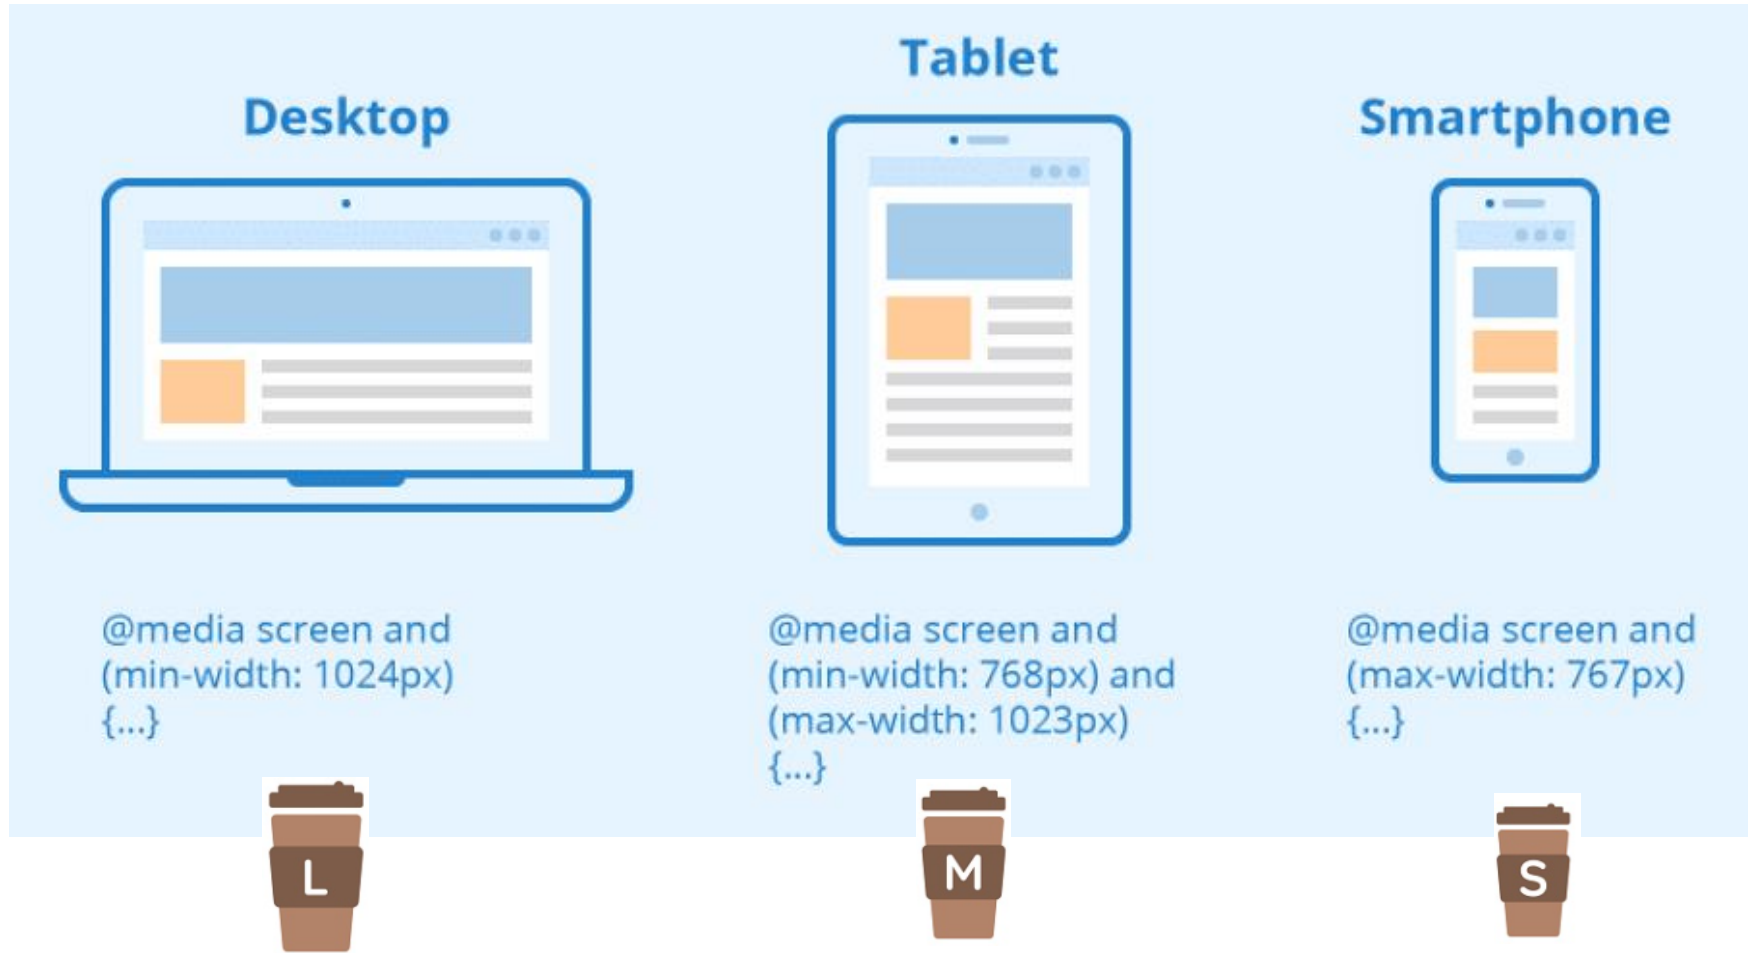 Desktop
@media screen and
(min-width: 1024px)
{...}
L
Tablet
@media screen and
(min-width: 768px) and
(max-width: 1023px)
{...}
M
Smartphone
@media screen and
(max-width: 767px)
{...}
S